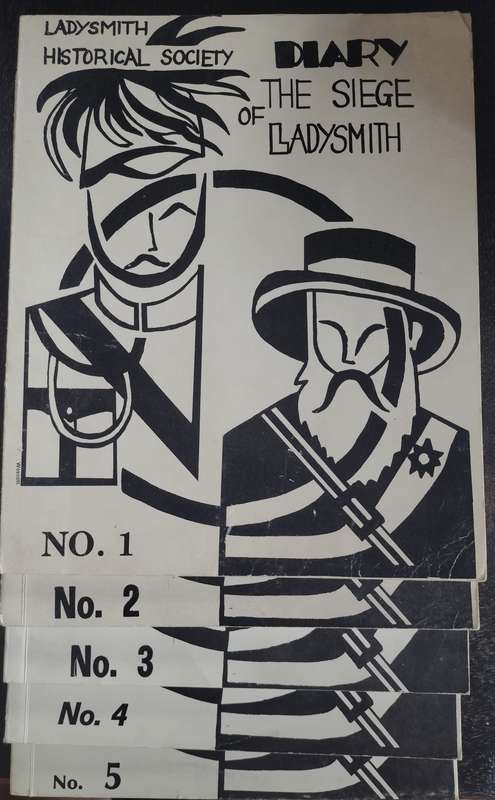 LADYSMITH
HISTORICAL SOCIETY
DIARY
OF THE SIEGE
LADYSMITH
NO. 1
No. 2
No. 3
No. 4
No. 5